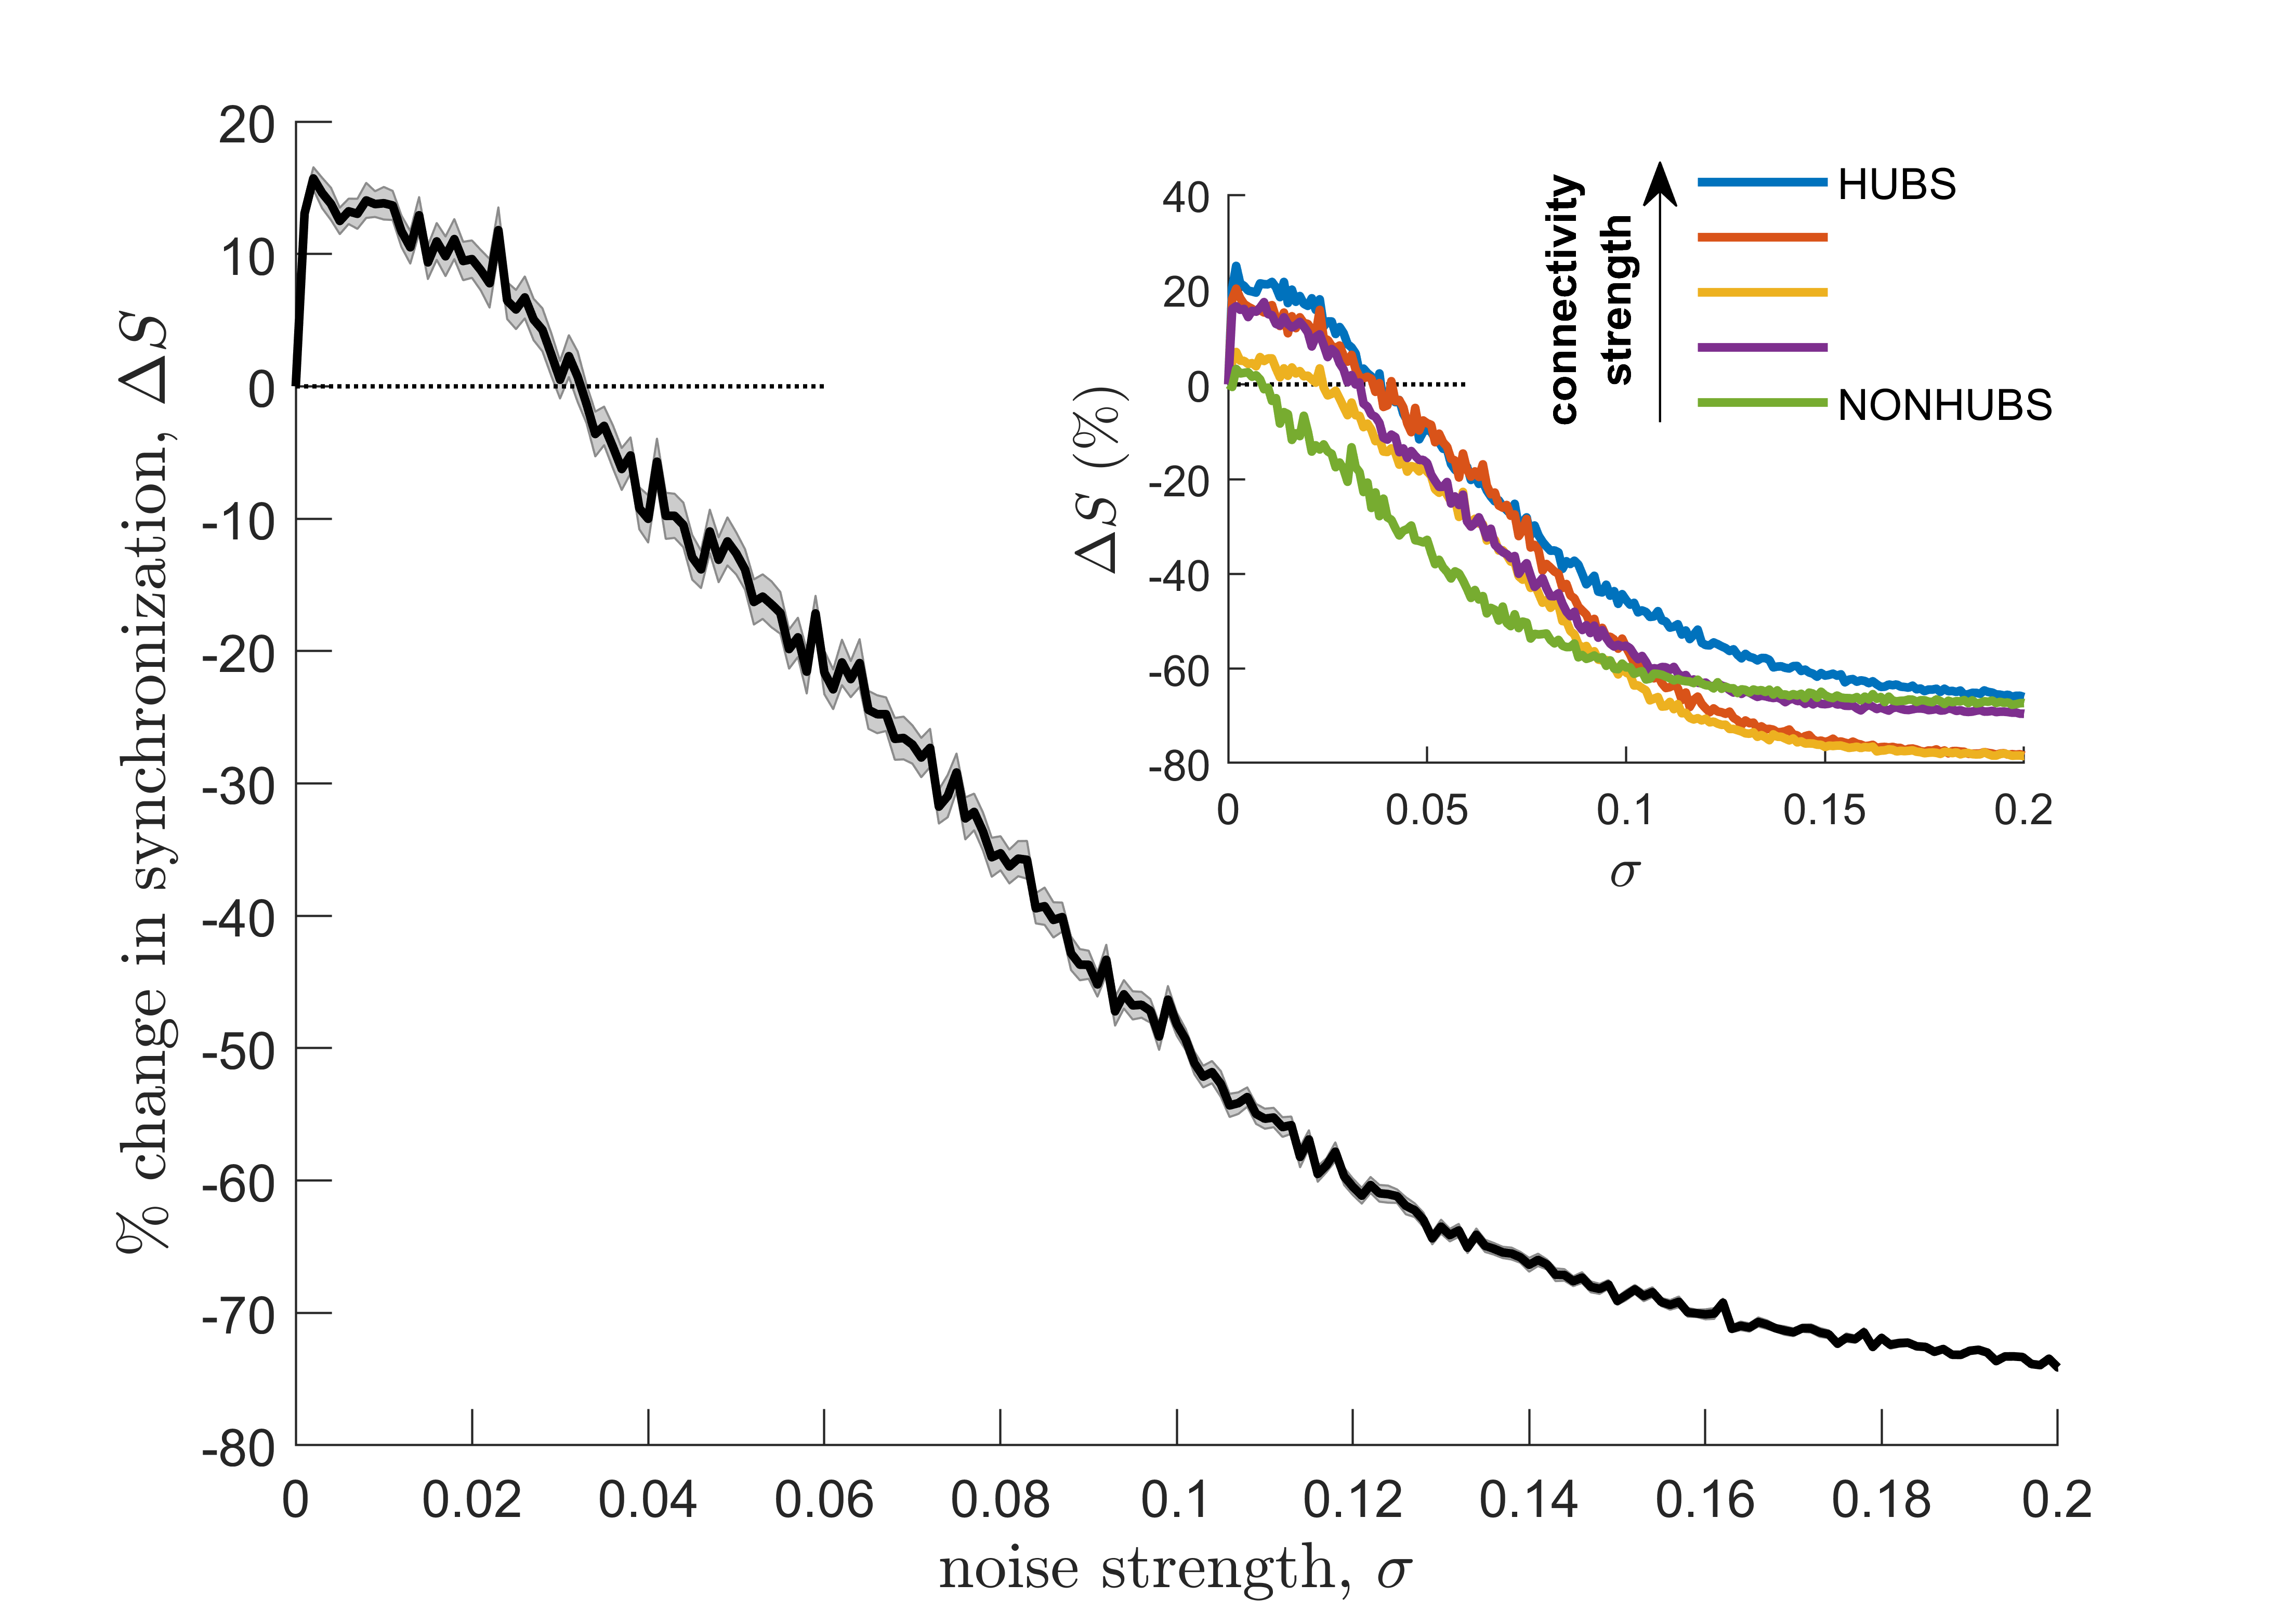 20
10
0
-10
-20
-30
-40
-50
-60
-70
-80
% change in synchronization, ΔS
0 0.02 0.04 0.06 0.08 0.1 0.12 0.14 0.16 0.18 0.2
noise strength, σ
40
20
0
-20
-40
-60
-80
ΔS (%)
0 0.05 0.1 0.15 0.2
σ
connectivity
strength
HUBS
NONHUBS